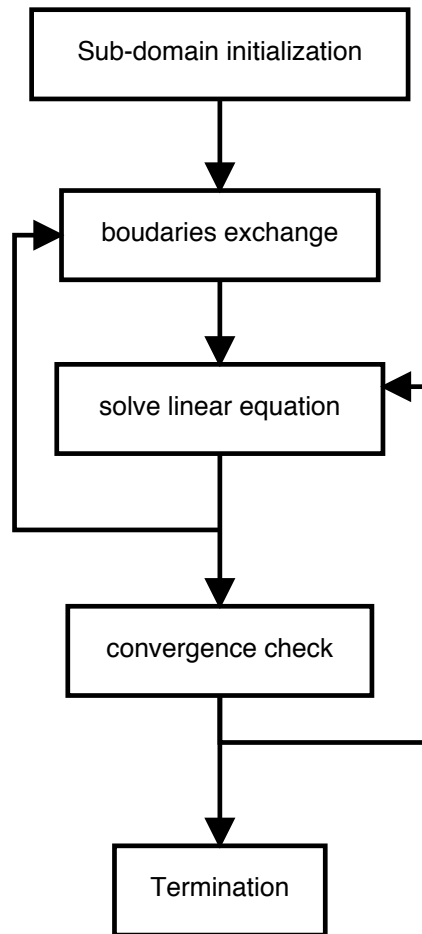 Sub-domain initialization
boudaries exchange
solve linear equation
convergence check
Termination